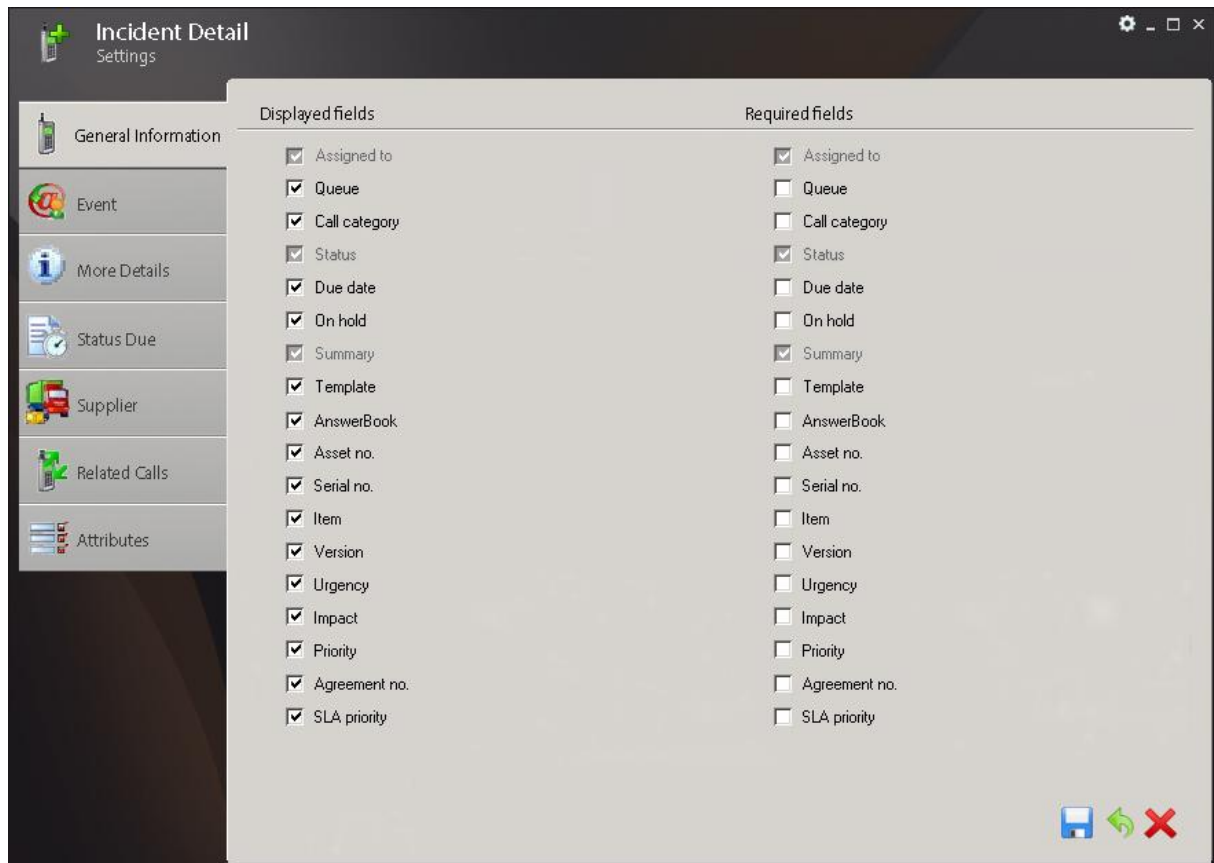 Incident Detail
Settings
General Information
Event
More Details
Status Due
Supplier
Related Calls
Attributes
Displayed fields
Assigned to
Queue
Call category
Status
Due date
On hold
Summary
Template
AnswerBook
Asset no.
Serial no.
Item
Version
Urgency
Impact
Priority
Agreement no.
SLA priority
Required fields
Assigned to
Queue
Call category
Status
Due date
On hold
Summary
Template
AnswerBook
Asset no.
Serial no.
Item
Version
Urgency
Impact
Priority
Agreement no.
SLA priority